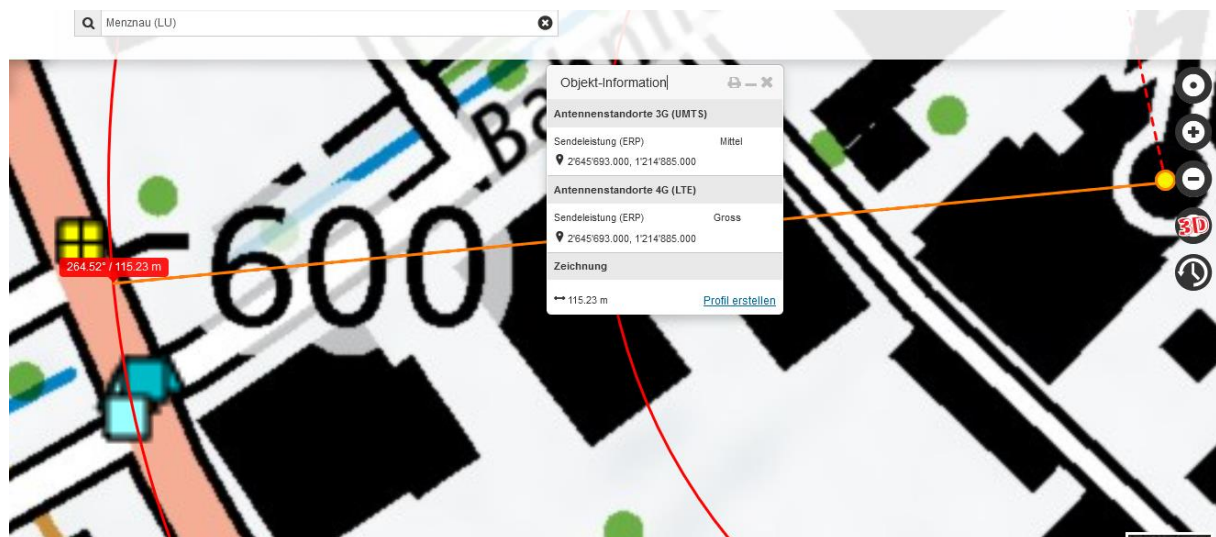 Menznau (LU)
Objekt-Information
Antennenstandorte 3G (UMTS)
Sendeleistung (ERP) Mittel
2'645'693.000, 1'214'885.000
Antennenstandorte 4G (LTE)
Sendeleistung (ERP) Gross
2'645'693.000, 1'214'885.000
Zeichnung
115.23 m Profil erstellen
600
264.52° / 115.23 m
3D